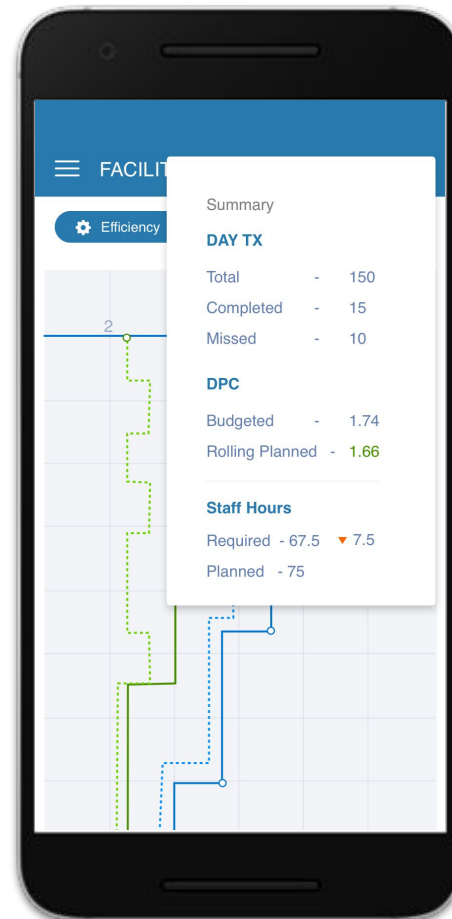 FACILIT
Efficiency
2
Summary
DAY TX
Total - 150
Completed - 15
Missed - 10
DPC
Budgeted - 1.74
Rolling Planned - 1.66
Staff Hours
Required - 67.5 ▼ 7.5
Planned - 75